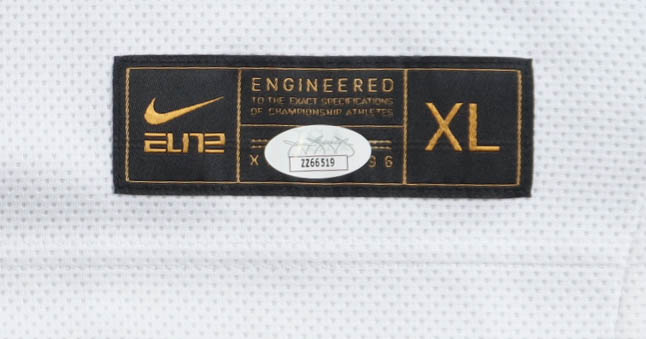 ELITE
ENGINEERED
TO THE EXACT SPECIFICATIONS
OF CHAMPIONSHIP ATHLETES
XL
ZZ66519